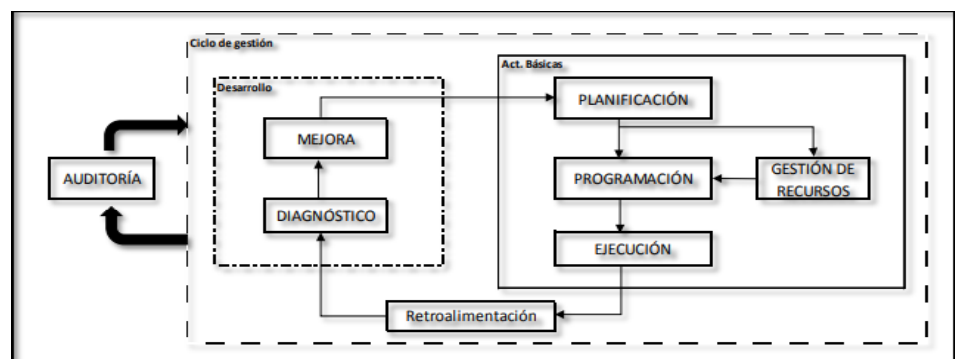 Ciclo de gestión
Act. Básicas
Desarrollo
PLANIFICACIÓN
MEJORA
AUDITORÍA
PROGRAMACIÓN
GESTIÓN DE
RECURSOS
DIAGNÓSTICO
EJECUCIÓN
Retroalimentación